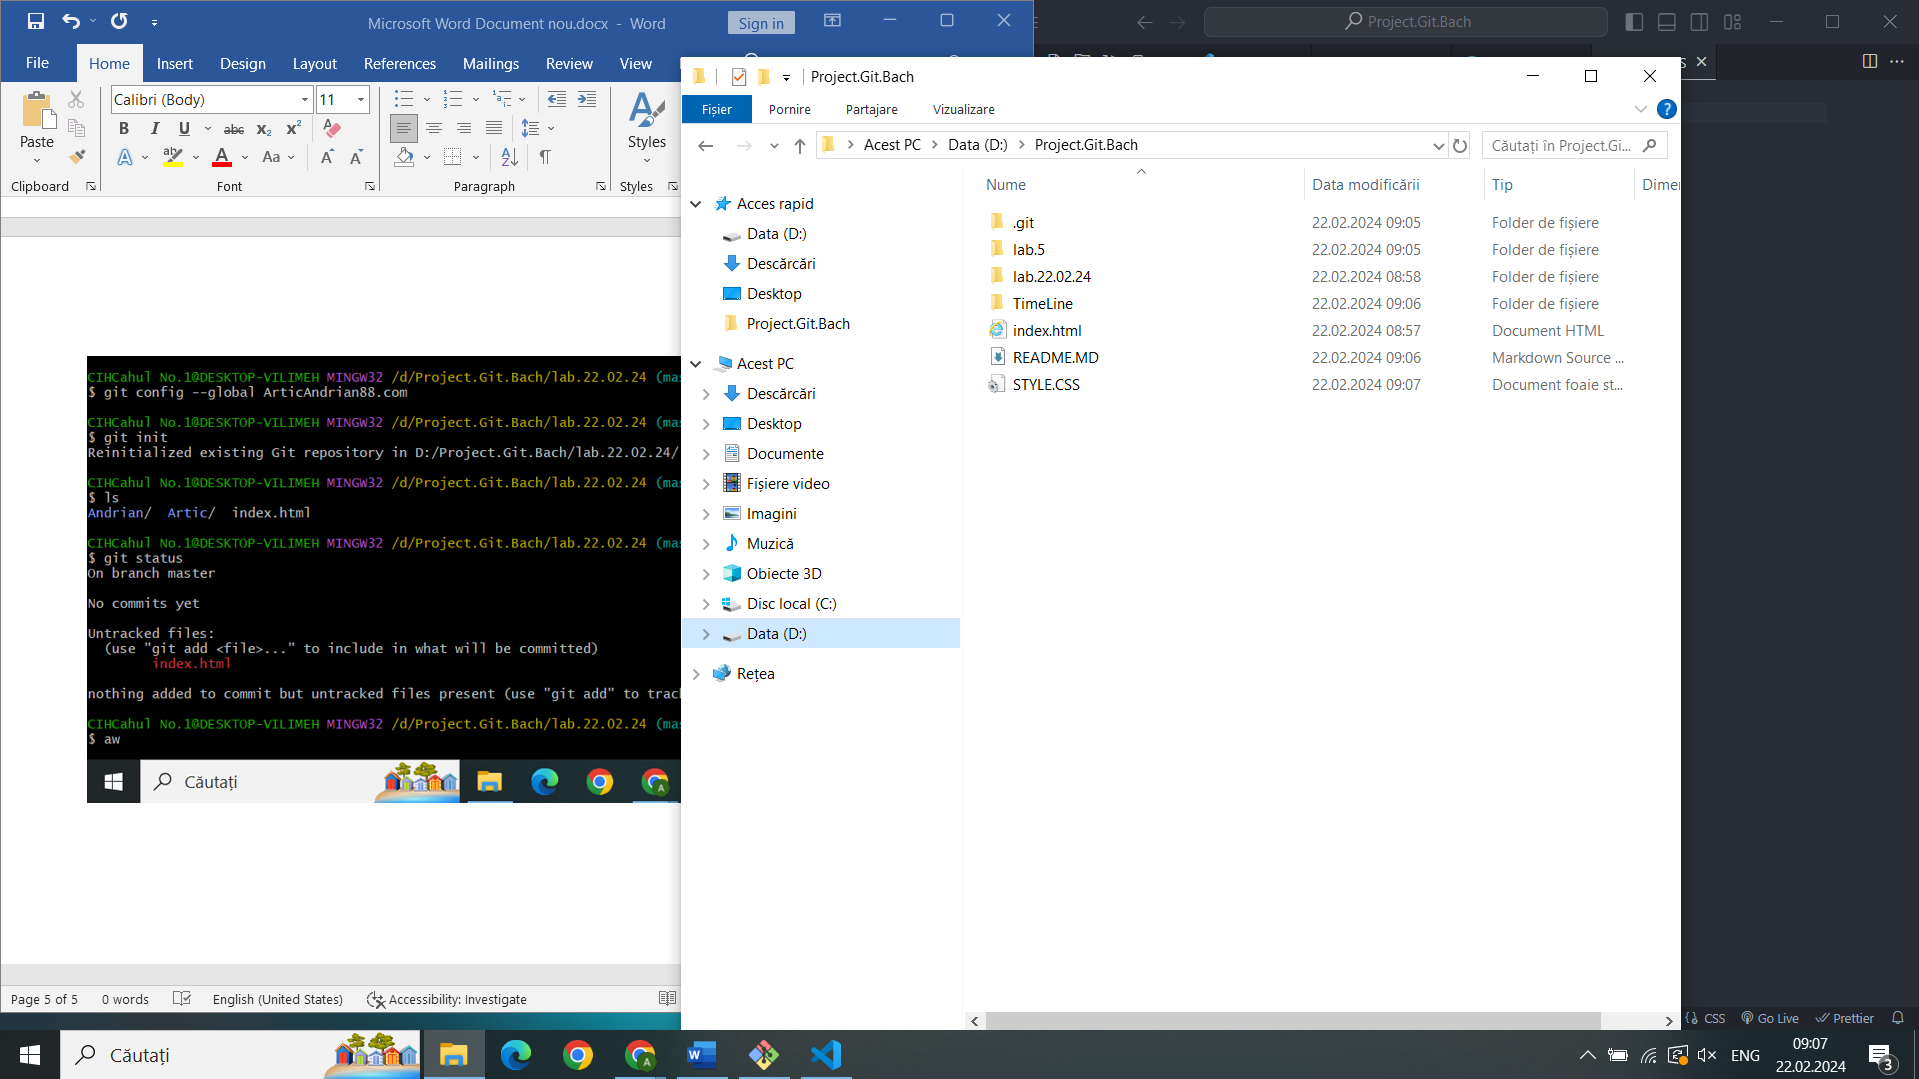 Microsoft Word Document nou.docx - Word
Sign in
File
Home
Insert
Design
Layout
References
Mailings
Review
View
Paste
Clipboard
Calibri (Body)
11
Font
Paragraph
Styles
Styles
CIHCahul No.1@DESKTOP-VILIMEH MINGW32 /d/Project.Git.Bach/lab.22.02.24 (mas
$ git config --global ArticAndrian88.com
CIHCahul No.1@DESKTOP-VILIMEH MINGW32 /d/Project.Git.Bach/lab.22.02.24 (mas
$ git init
Reinitialized existing Git repository in D:/Project.Git.Bach/lab.22.02.24/
CIHCahul No.1@DESKTOP-VILIMEH MINGW32 /d/Project.Git.Bach/lab.22.02.24 (mas
$ ls
Andrian/ Artic/ index.html
CIHCahul No.1@DESKTOP-VILIMEH MINGW32 /d/Project.Git.Bach/lab.22.02.24 (mas
$ git status
On branch master
No commits yet
Untracked files:
(use "git add <file>..." to include in what will be committed)
index.html
nothing added to commit but untracked files present (use "git add" to track
CIHCahul No.1@DESKTOP-VILIMEH MINGW32 /d/Project.Git.Bach/lab.22.02.24 (mas
$ aw
Căutați
Page 5 of 5
0 words
English (United States)
Accessibility: Investigate
Project.Git.Bach
Project.Git.Bach
Fișier
Pornire
Partajare
Vizualizare
Acest PC > Data (D:) > Project.Git.Bach
Căutați în Project.Gi...
Acces rapid
Data (D:)
Descărcări
Desktop
Project.Git.Bach
Acest PC
Descărcări
Desktop
Documente
Fișiere video
Imagini
Muzică
Obiecte 3D
Disc local (C:)
Data (D:)
Rețea
Nume Data modificării Tip Dimen
.git 22.02.2024 09:05 Folder de fișiere
lab.5 22.02.2024 09:05 Folder de fișiere
lab.22.02.24 22.02.2024 08:58 Folder de fișiere
TimeLine 22.02.2024 09:06 Folder de fișiere
index.html 22.02.2024 08:57 Document HTML
README.MD 22.02.2024 09:06 Markdown Source ...
STYLE.CSS 22.02.2024 09:07 Document foaie st...
CSS
Go Live
Prettier
Căutați
ENG
09:07
22.02.2024
3